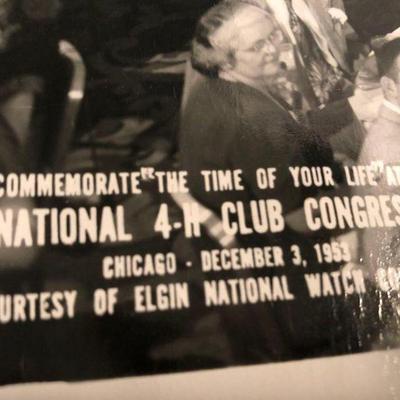 COMMEMORATE "THE TIME OF YOUR LIFE" AT
NATIONAL 4-H CLUB CONGRES
CHICAGO - DECEMBER 3, 1953
URTESY OF ELGIN NATIONAL WATCH